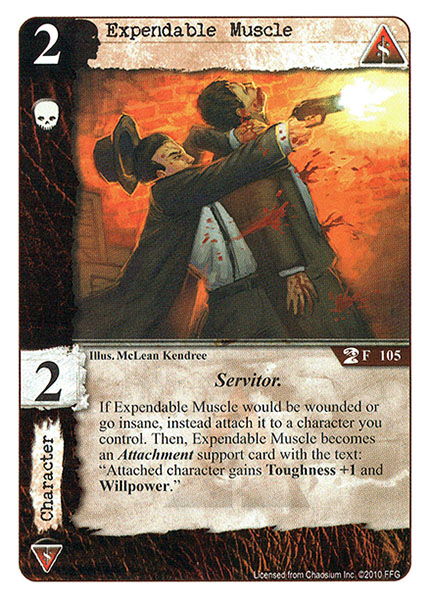 2
Expendable Muscle
Illus. McLean Kendree
F 105
2
Servitor.
If Expendable Muscle would be wounded or
go insane, instead attach it to a character you
control. Then, Expendable Muscle becomes
an Attachment support card with the text:
“Attached character gains Toughness +1 and
Willpower.”
Character
Licensed from Chaosium Inc. ©2010 FFG